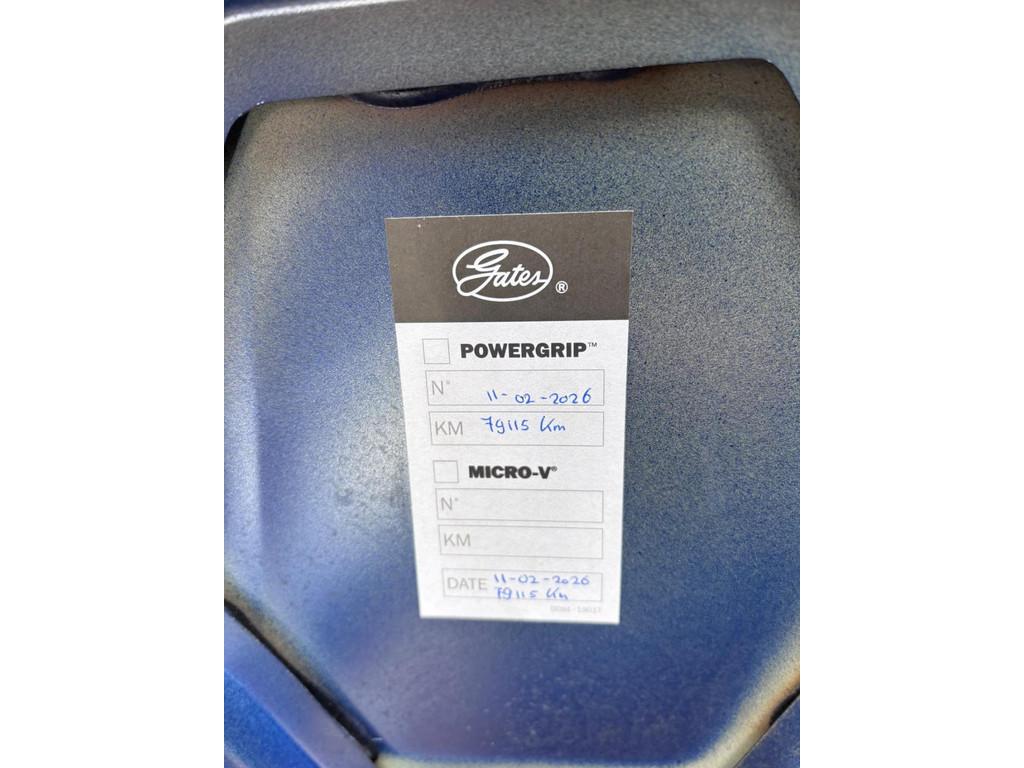 Gates ®
POWERGRIP™
N° 11-02-2026
KM 79115 Km
MICRO-V®
N°
KM
DATE 11-02-2026
79115 Km